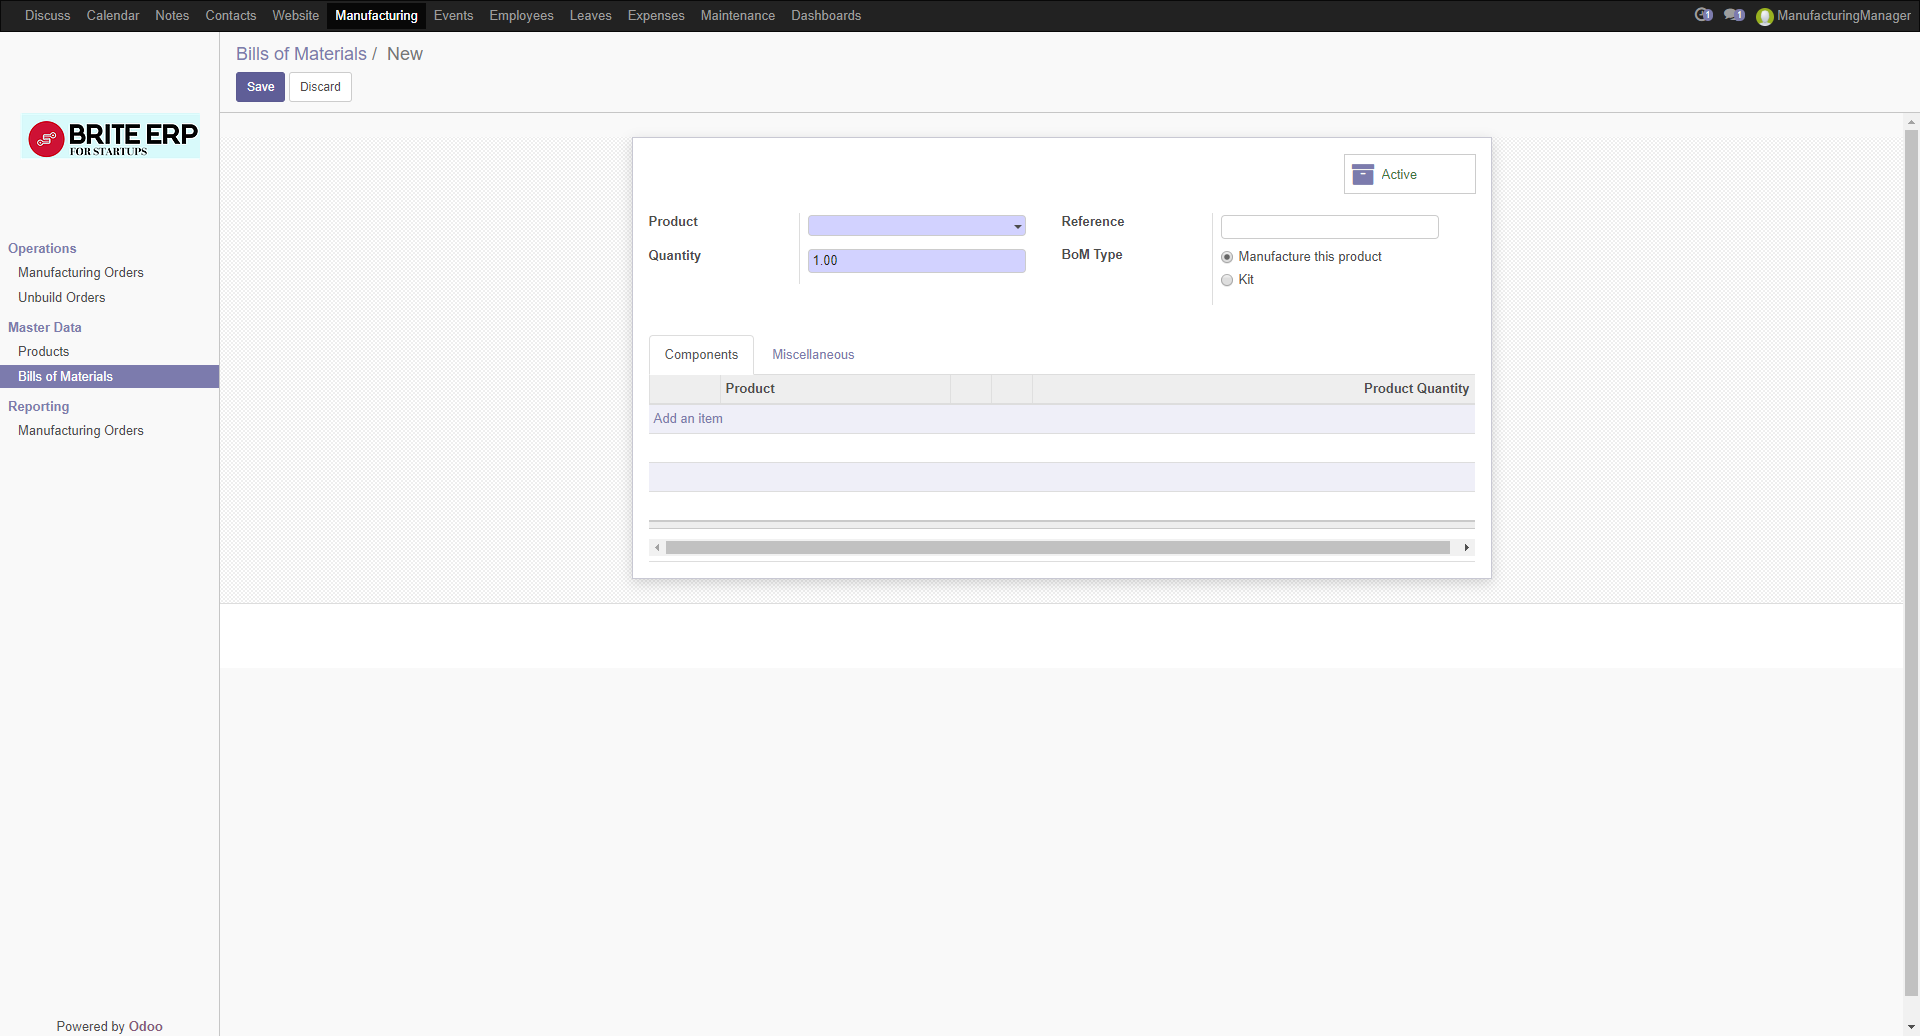 Discuss Calendar Notes Contacts Website Manufacturing Events Employees Leaves Expenses Maintenance Dashboards 1 1 ManufacturingManager
Bills of Materials / New
Save Discard
BRITE ERP
FOR STARTUPS
Operations
Manufacturing Orders
Unbuild Orders
Master Data
Products
Bills of Materials
Reporting
Manufacturing Orders
Powered by Odoo
Active
Product
Quantity 1.00
Reference
BoM Type Manufacture this product
Kit
Components Miscellaneous
Product Product Quantity
Add an item